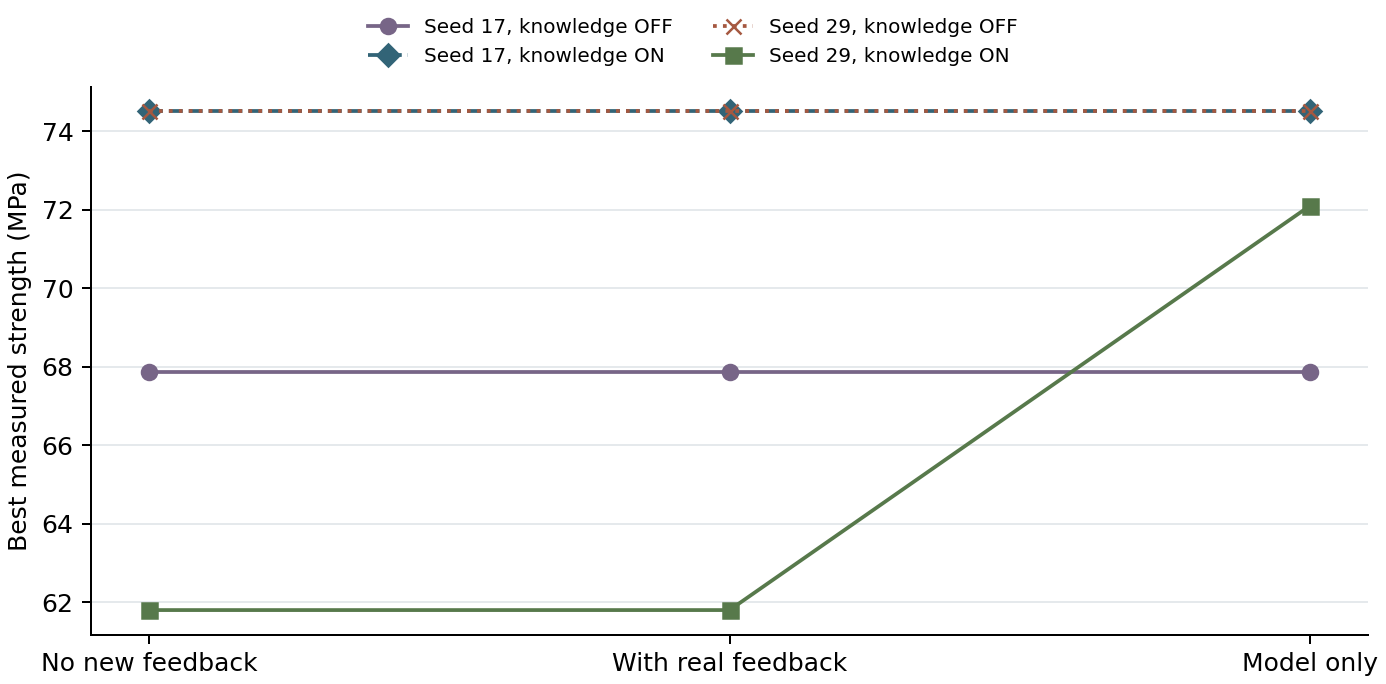 Seed 17, knowledge OFF
Seed 17, knowledge ON
Seed 29, knowledge OFF
Seed 29, knowledge ON
Best measured strength (MPa)
74
72
70
68
66
64
62
No new feedback
With real feedback
Model only